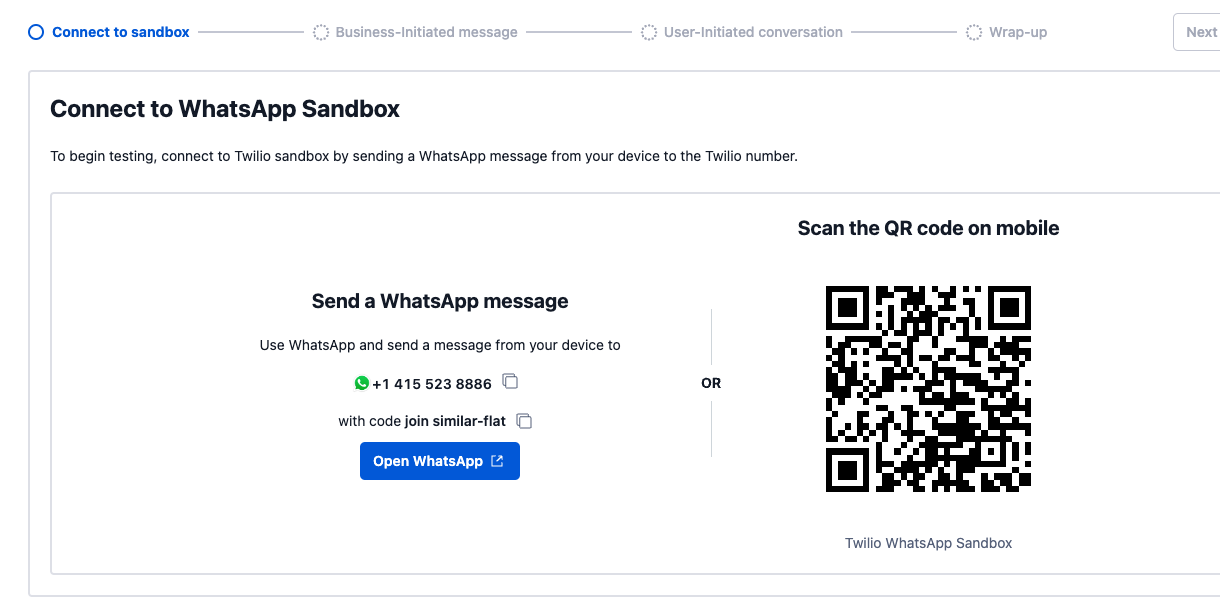 Connect to sandbox
Business-Initiated message
User-Initiated conversation
Wrap-up
Next
Connect to WhatsApp Sandbox
To begin testing, connect to Twilio sandbox by sending a WhatsApp message from your device to the Twilio number.
Send a WhatsApp message
Use WhatsApp and send a message from your device to
+1 415 523 8886
with code join similar-flat
Open WhatsApp
OR
Scan the QR code on mobile
Twilio WhatsApp Sandbox